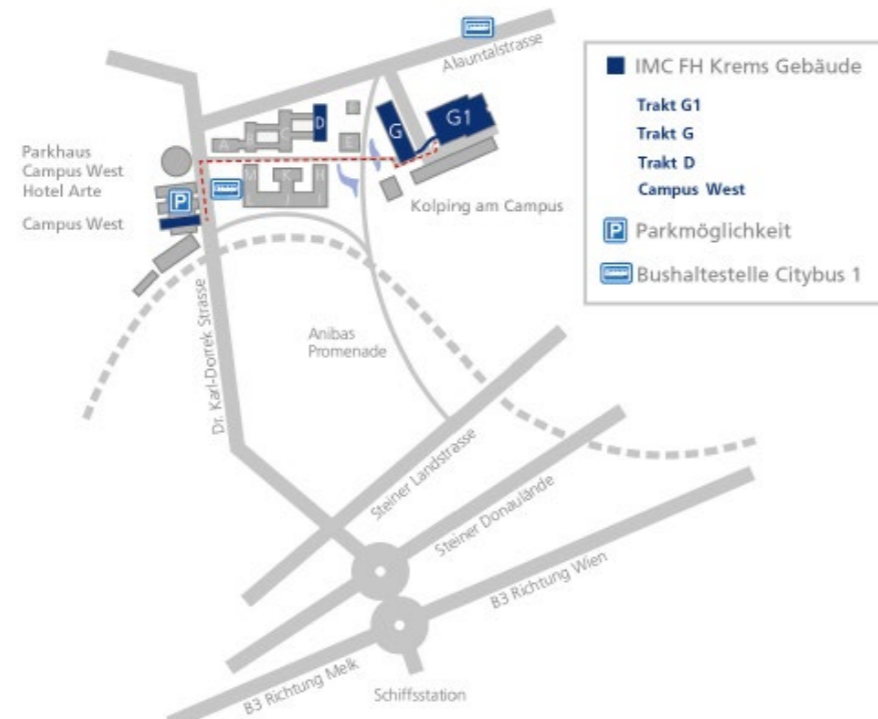 Alauntalstrasse
Parkhaus
Campus West
Hotel Arte
Campus West
P
A
C
D
E
G
G1
M
K
H
J
I
Kolping am Campus
Dr. Karl-Dorrek Strasse
Anibas
Promenade
Steiner Landstrasse
Steiner Donaulände
B3 Richtung Wien
B3 Richtung Melk
Schiffsstation
IMC FH Krems Gebäude
Trakt G1
Trakt G
Trakt D
Campus West
P Parkmöglichkeit
Bushaltestelle Citybus 1